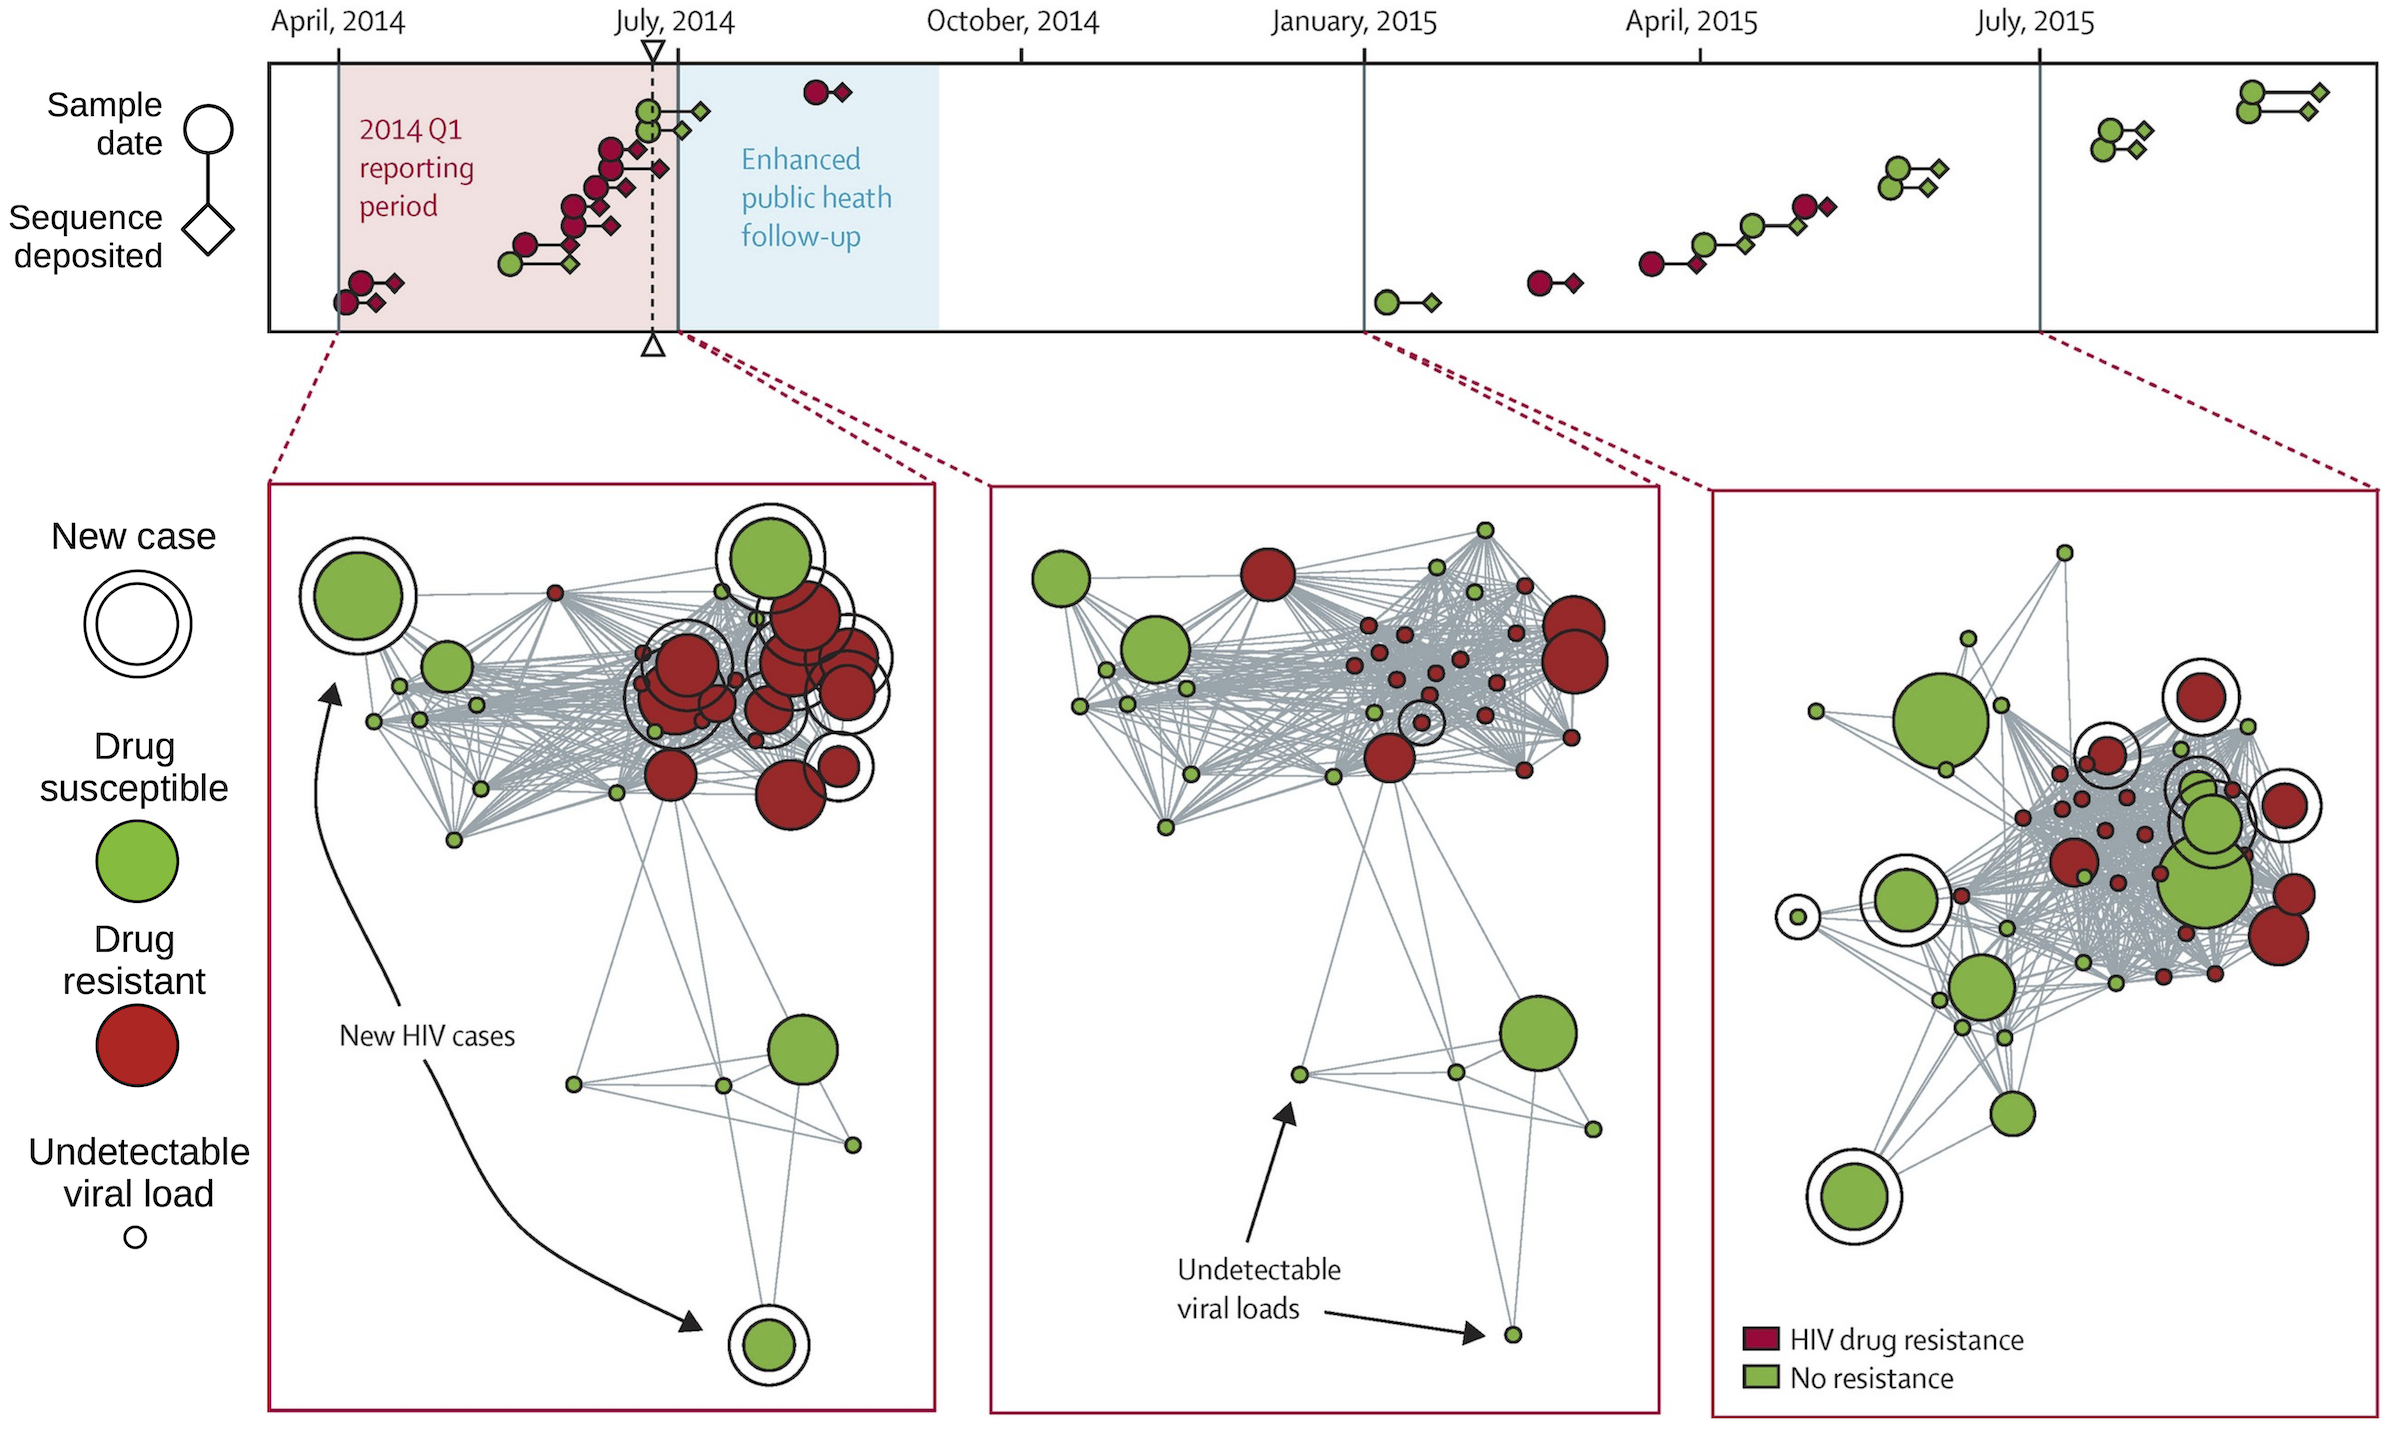 April, 2014
July, 2014
October, 2014
January, 2015
April, 2015
July, 2015
Sample
date
Sequence
deposited
2014 Q1
reporting
period
Enhanced
public heath
follow-up
New case
Drug
susceptible
Drug
resistant
Undetectable
viral load
New HIV cases
Undetectable
viral loads
HIV drug resistance
No resistance